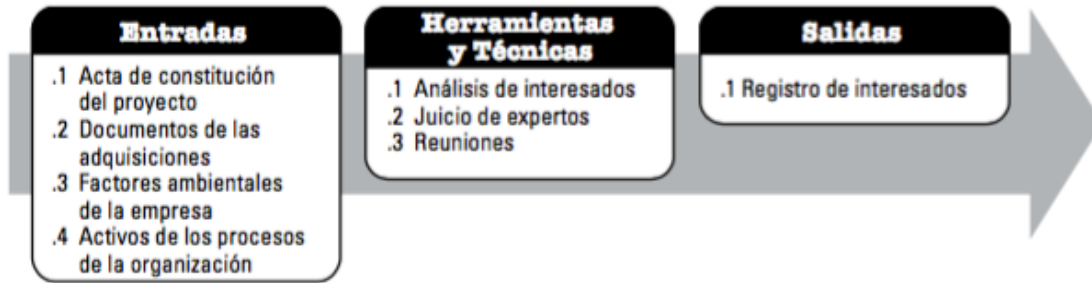 Entradas
.1 Acta de constitución
del proyecto
.2 Documentos de las
adquisiciones
.3 Factores ambientales
de la empresa
.4 Activos de los procesos
de la organización
Herramientas
y Técnicas
.1 Análisis de interesados
.2 Juicio de expertos
.3 Reuniones
Salidas
.1 Registro de interesados